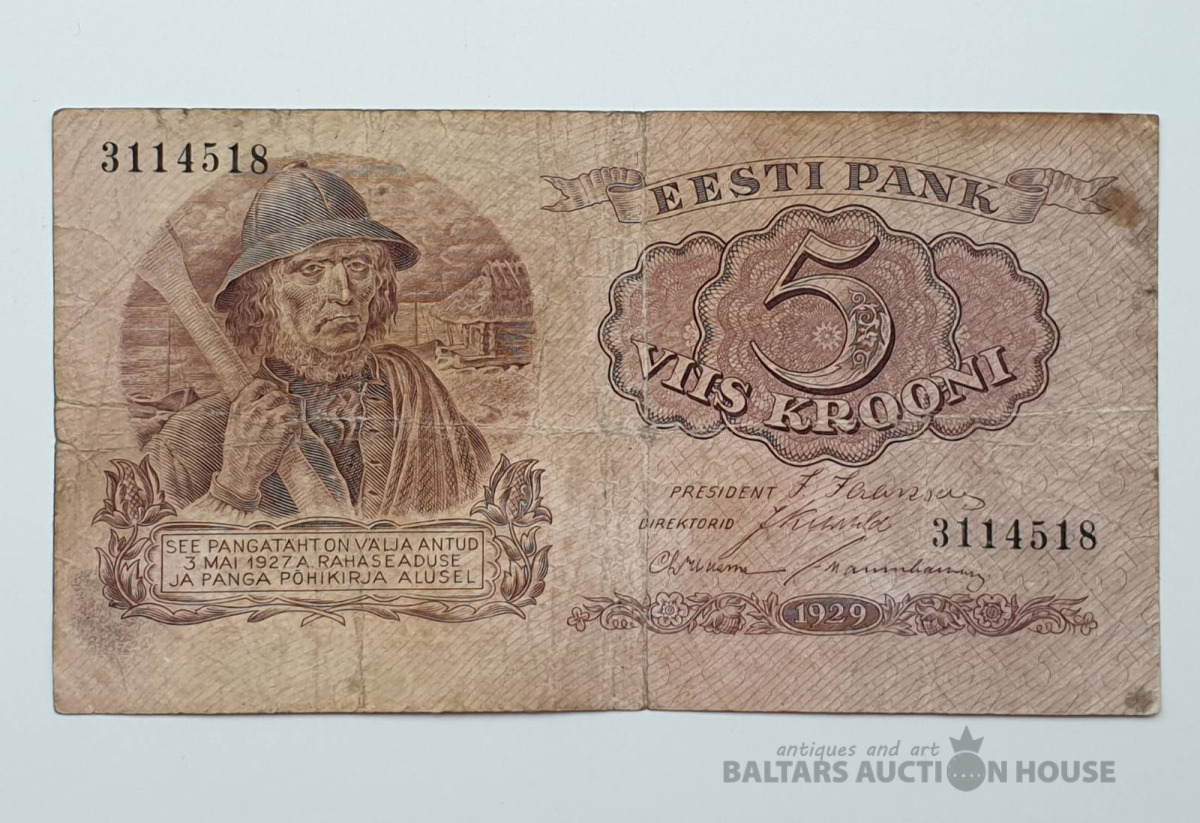 3114518
EESTI PANK
5
VIIS KROONI
PRESIDENT
DIREKTORID
3114518
SEE PANGATAHT ON VÄLJA ANTUD
3 MAI 1927.A. RAHASEADUSE
JA PANGA PÕHIKIRJA ALUSEL
1929
antiques and art
BALTARS AUCTION HOUSE